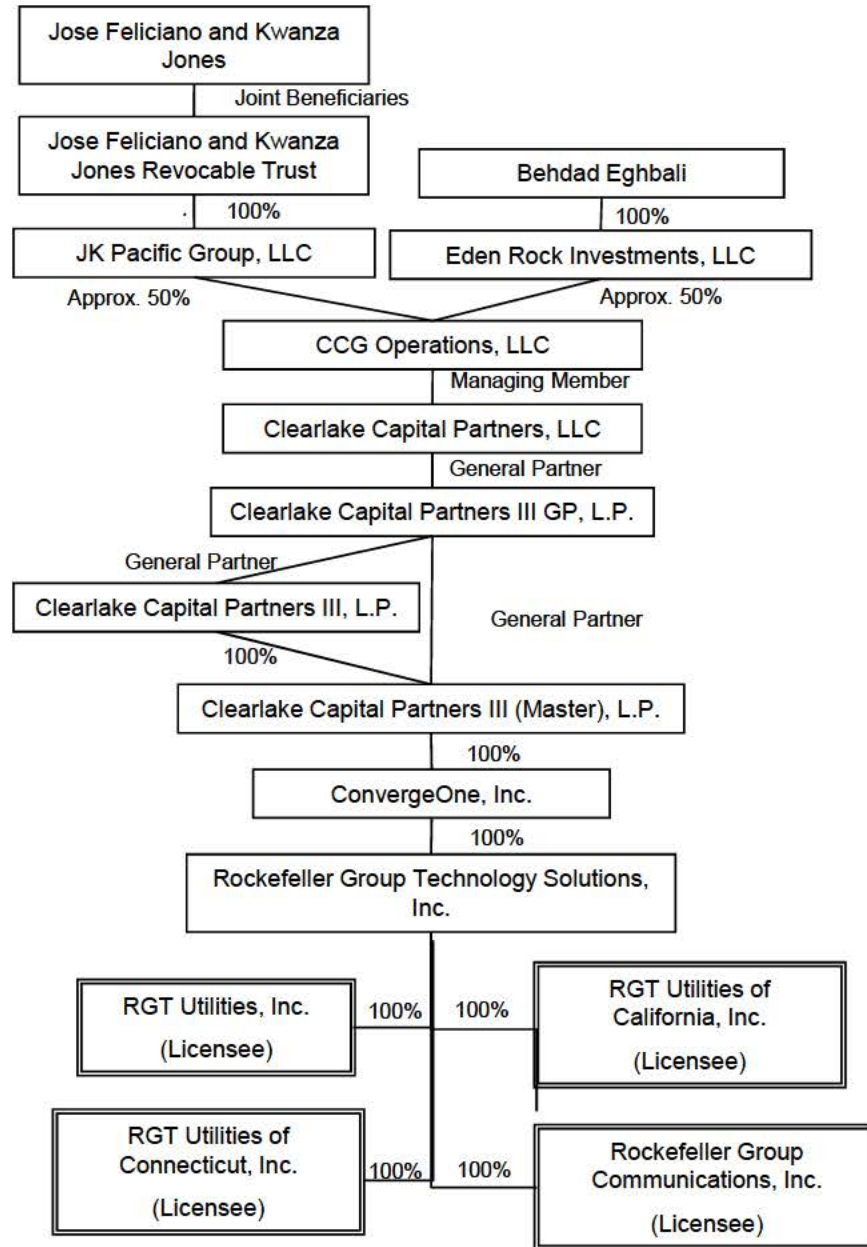 Jose Feliciano and Kwanza
Jones
Joint Beneficiaries
Jose Feliciano and Kwanza
Jones Revocable Trust
Behdad Eghbali
100%
100%
JK Pacific Group, LLC
Eden Rock Investments, LLC
Approx. 50%
Approx. 50%
CCG Operations, LLC
Managing Member
Clearlake Capital Partners, LLC
General Partner
Clearlake Capital Partners III GP, L.P.
General Partner
Clearlake Capital Partners III, L.P.
General Partner
100%
Clearlake Capital Partners III (Master), L.P.
100%
ConvergeOne, Inc.
100%
Rockefeller Group Technology Solutions,
Inc.
RGT Utilities, Inc.
(Licensee)
100%
100%
RGT Utilities of
California, Inc.
(Licensee)
RGT Utilities of
Connecticut, Inc.
(Licensee)
100%
100%
Rockefeller Group
Communications, Inc.
(Licensee)